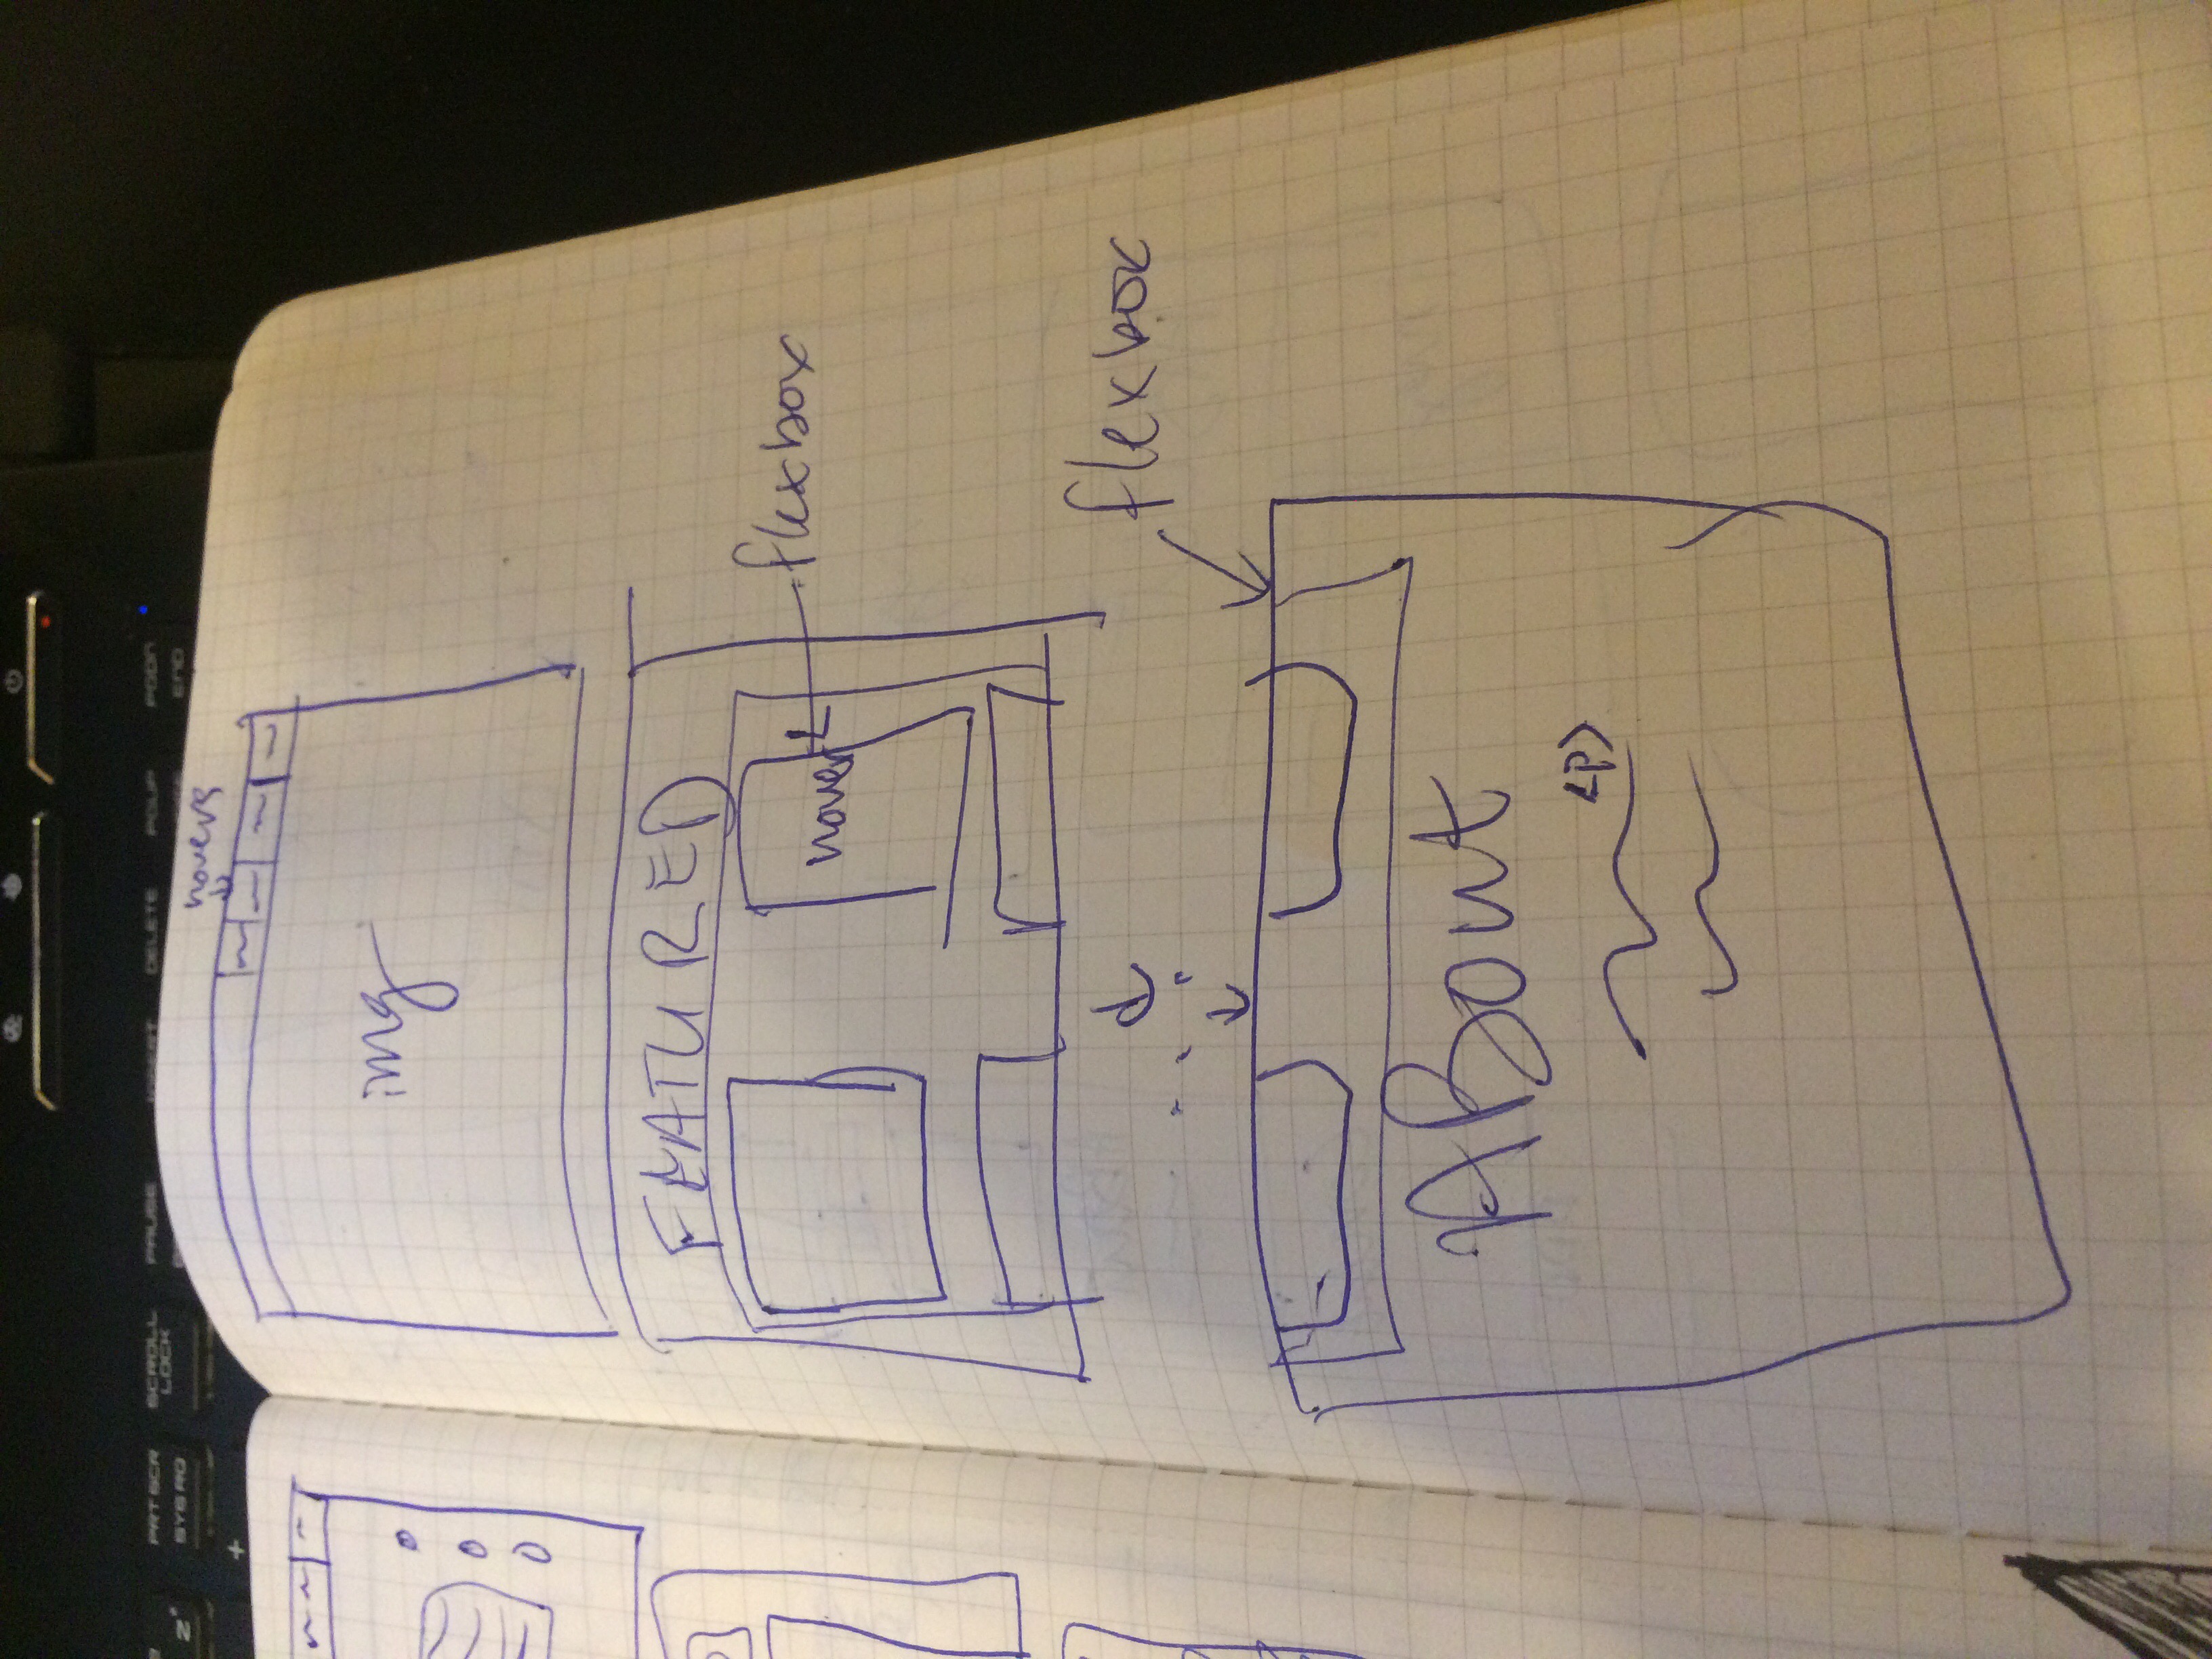 PRT SCR
SYS RQ
SCROLL
LOCK
PAUSE
INSERT
DELETE
PGUP
PGDN
END
hovers
img
FEATURED
hover
flexbox
flexbox
ABout
<p>